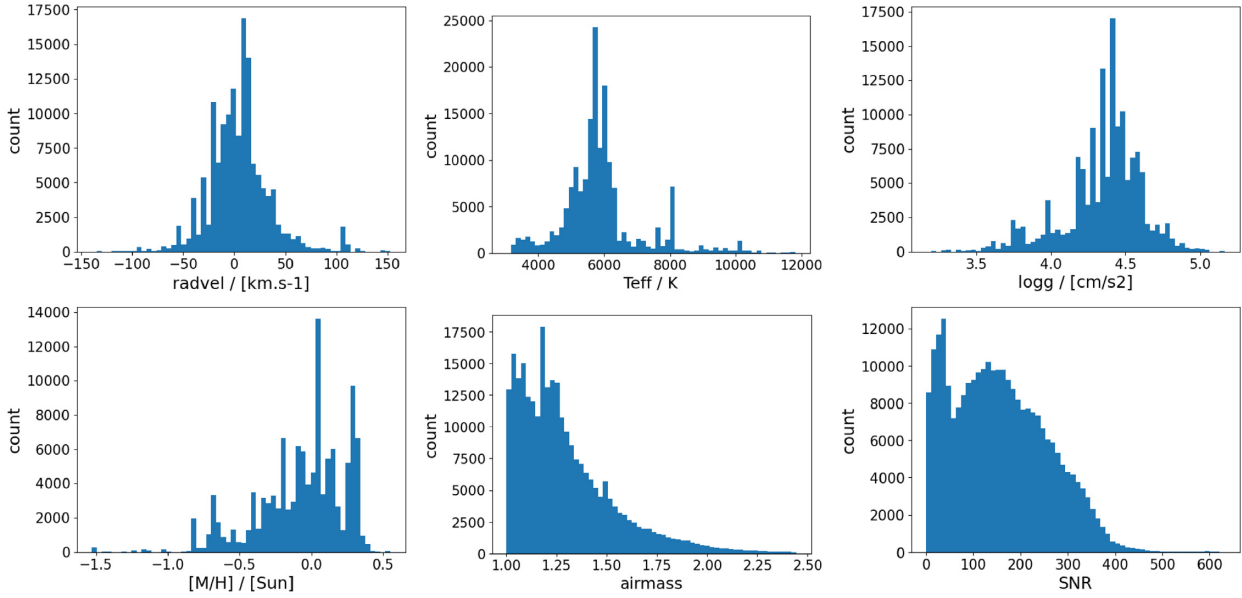 17500
15000
12500
10000
7500
5000
2500
0
count
−150 −100 −50 0 50 100 150
radvel / [km.s-1]
25000
20000
15000
10000
5000
0
count
4000 6000 8000 10000 12000
Teff / K
17500
15000
12500
10000
7500
5000
2500
0
count
3.5 4.0 4.5 5.0
logg / [cm/s2]
14000
12000
10000
8000
6000
4000
2000
0
count
−1.5 −1.0 −0.5 0.0 0.5
[M/H] / [Sun]
17500
15000
12500
10000
7500
5000
2500
0
count
1.00 1.25 1.50 1.75 2.00 2.25 2.50
airmass
12000
10000
8000
6000
4000
2000
0
count
0 100 200 300 400 500 600
SNR